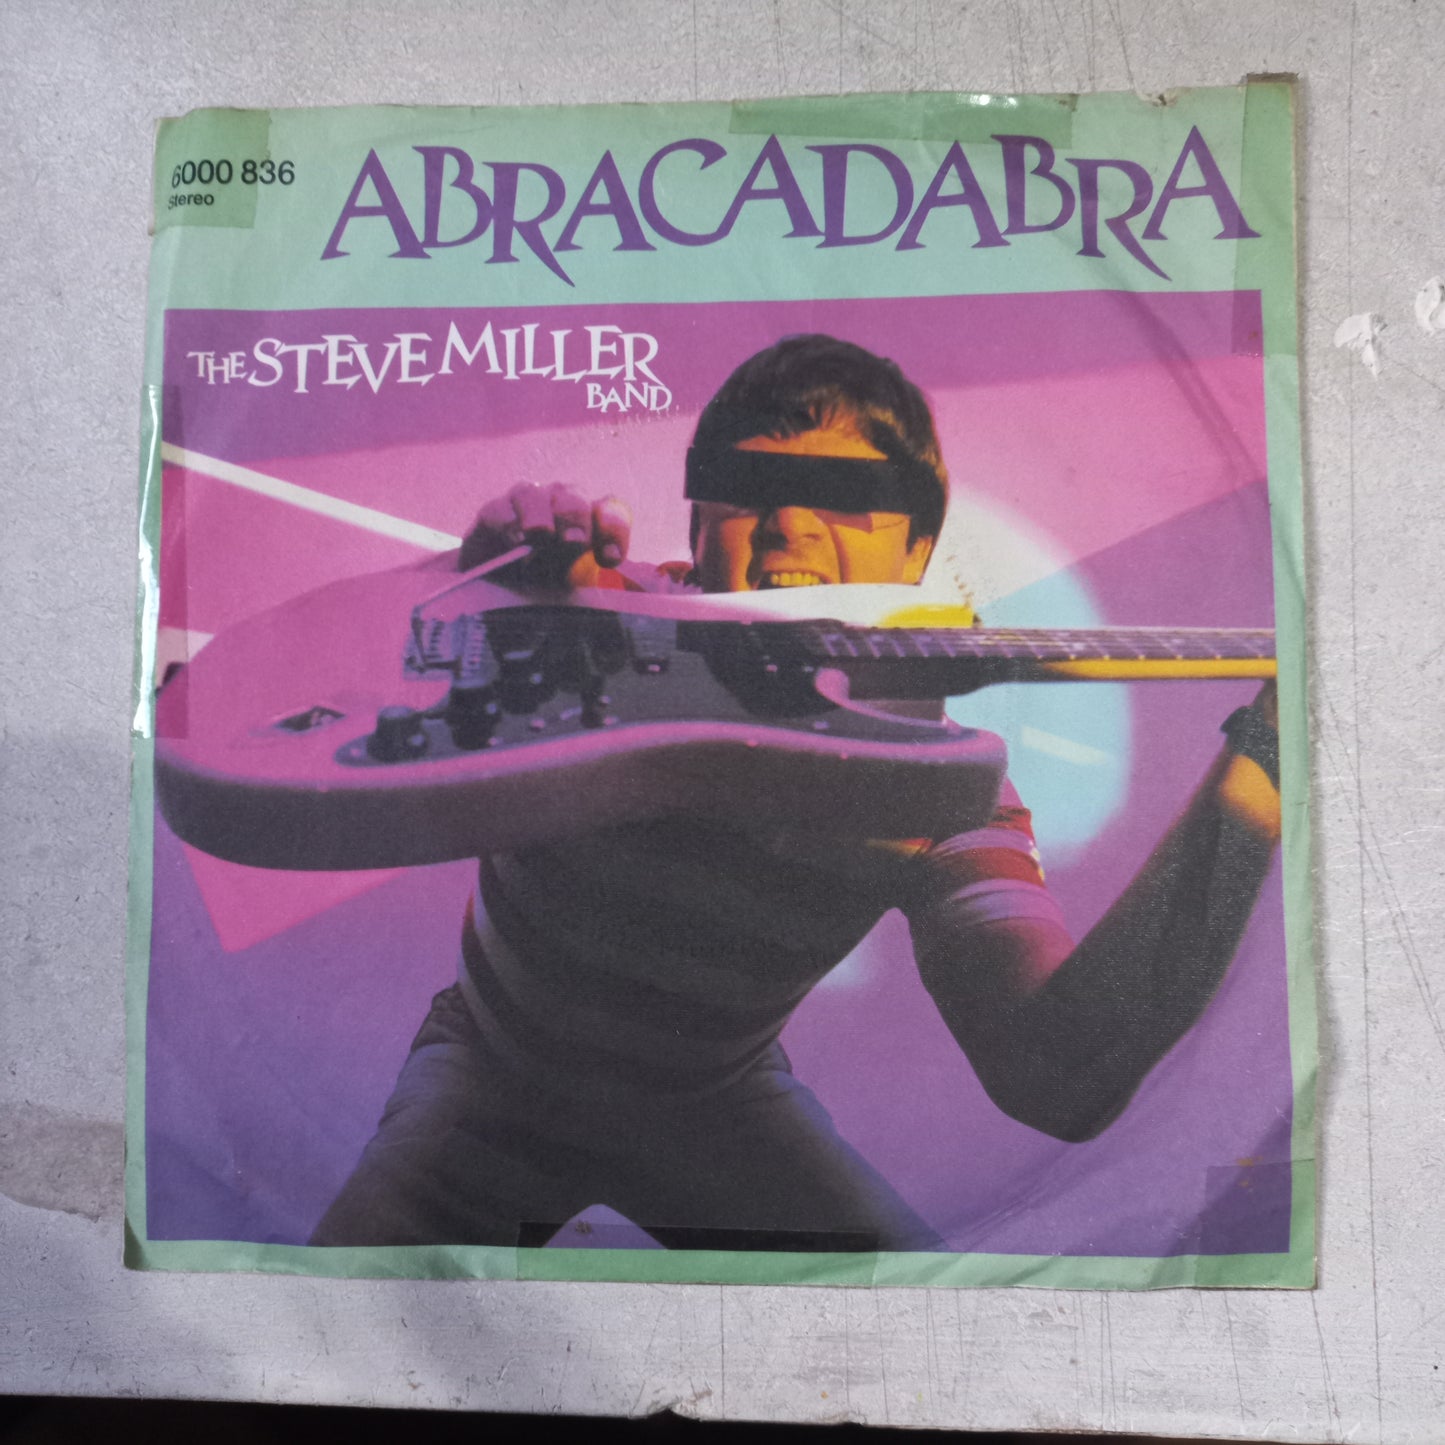 6000 836
Stereo
ABRACADABRA
THE STEVE MILLER
BAND